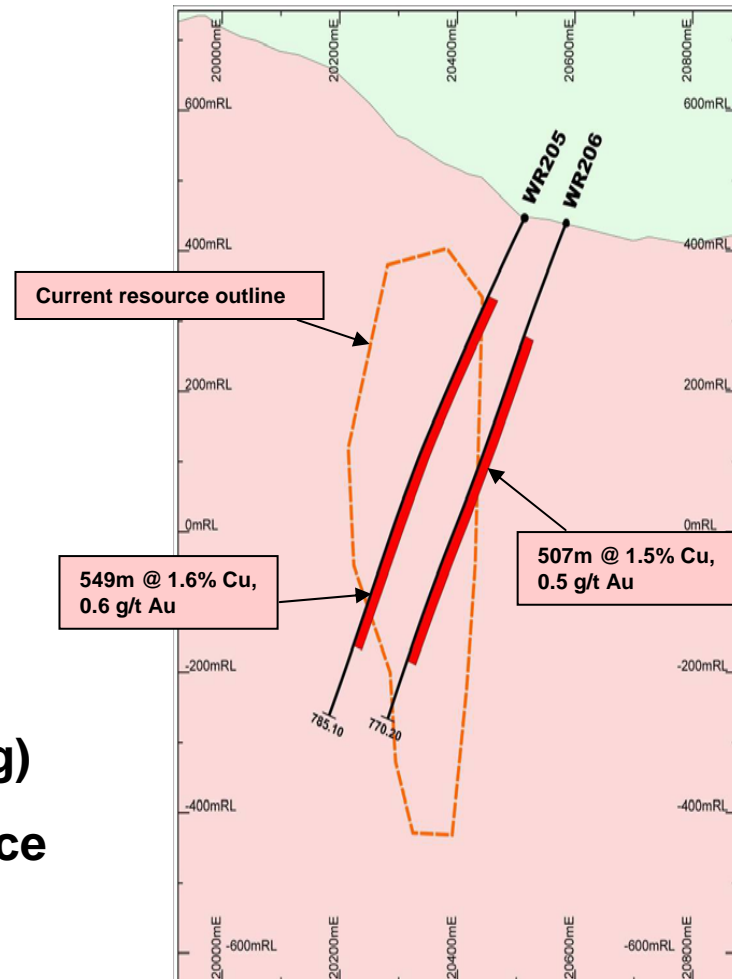 20000mE
20200mE
20400mE
20600mE
20800mE
600mRL
600mRL
WR205
WR206
400mRL
400mRL
Current resource outline
200mRL
200mRL
0mRL
0mRL
549m @ 1.6% Cu,
0.6 g/t Au
507m @ 1.5% Cu,
0.5 g/t Au
-200mRL
-200mRL
785.10
770.20
g)
-400mRL
-400mRL
ce
20000mE
20200mE
20400mE
20600mE
20800mE
-600mRL
-600mRL